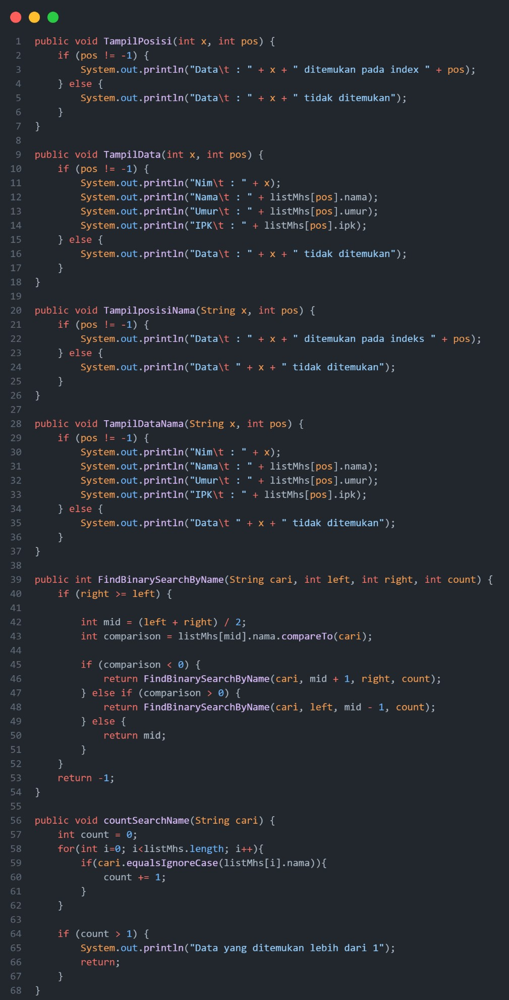 1 public void TampilPosisi(int x, int pos) {
2     if (pos != -1) {
3         System.out.println("Data\t : " + x + " ditemukan pada index " + pos);
4     } else {
5         System.out.println("Data\t : " + x + " tidak ditemukan");
6     }
7 }
8
9 public void TampilData(int x, int pos) {
10     if (pos != -1) {
11         System.out.println("Nim\t : " + x);
12         System.out.println("Nama\t : " + listMhs[pos].nama);
13         System.out.println("Umur\t : " + listMhs[pos].umur);
14         System.out.println("IPK\t : " + listMhs[pos].ipk);
15     } else {
16         System.out.println("Data\t : " + x + " tidak ditemukan");
17     }
18 }
19
20 public void TampilposisiNama(String x, int pos) {
21     if (pos != -1) {
22         System.out.println("Data\t : " + x + " ditemukan pada indeks " + pos);
23     } else {
24         System.out.println("Data\t " + x + " tidak ditemukan");
25     }
26 }
27
28 public void TampilDataNama(String x, int pos) {
29     if (pos != -1) {
30         System.out.println("Nim\t : " + x);
31         System.out.println("Nama\t : " + listMhs[pos].nama);
32         System.out.println("Umur\t : " + listMhs[pos].umur);
33         System.out.println("IPK\t : " + listMhs[pos].ipk);
34     } else {
35         System.out.println("Data\t " + x + " tidak ditemukan");
36     }
37 }
38
39 public int FindBinarySearchByName(String cari, int left, int right, int count) {
40     if (right >= left) {
41
42         int mid = (left + right) / 2;
43         int comparison = listMhs[mid].nama.compareTo(cari);
44
45         if (comparison < 0) {
46             return FindBinarySearchByName(cari, mid + 1, right, count);
47         } else if (comparison > 0) {
48             return FindBinarySearchByName(cari, left, mid - 1, count);
49         } else {
50             return mid;
51         }
52     }
53     return -1;
54 }
55
56 public void countSearchName(String cari) {
57     int count = 0;
58     for(int i=0; i<listMhs.length; i++){
59         if(cari.equalsIgnoreCase(listMhs[i].nama)){
60             count += 1;
61         }
62     }
63
64     if (count > 1) {
65         System.out.println("Data yang ditemukan lebih dari 1");
66         return;
67     }
68 }